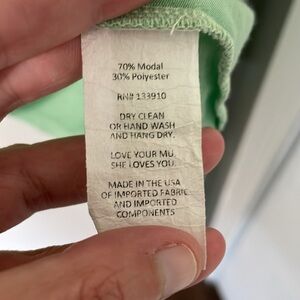 70% Modal
30% Polyester
RN# 133910
DRY CLEAN
OR HAND WASH
AND HANG DRY.
LOVE YOUR MU,
SHE LOVES YOU.
MADE IN THE USA
OF IMPORTED FABRIC
AND IMPORTED
COMPONENTS